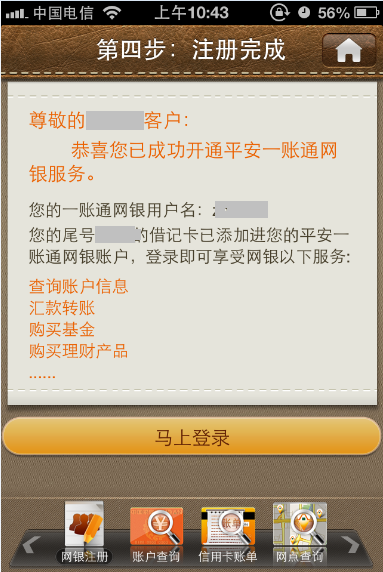 中国电信 上午10:43 56%
第四步：注册完成
尊敬的 客户：
恭喜您已成功开通平安一账通网
银服务。
您的一账通网银用户名：
您的尾号 的借记卡已添加进您的平安一
账通网银账户，登录即可享受网银以下服务:
查询账户信息
汇款转账
购买基金
购买理财产品
......
马上登录
账单
网银注册 账户查询 信用卡账单 网点查询